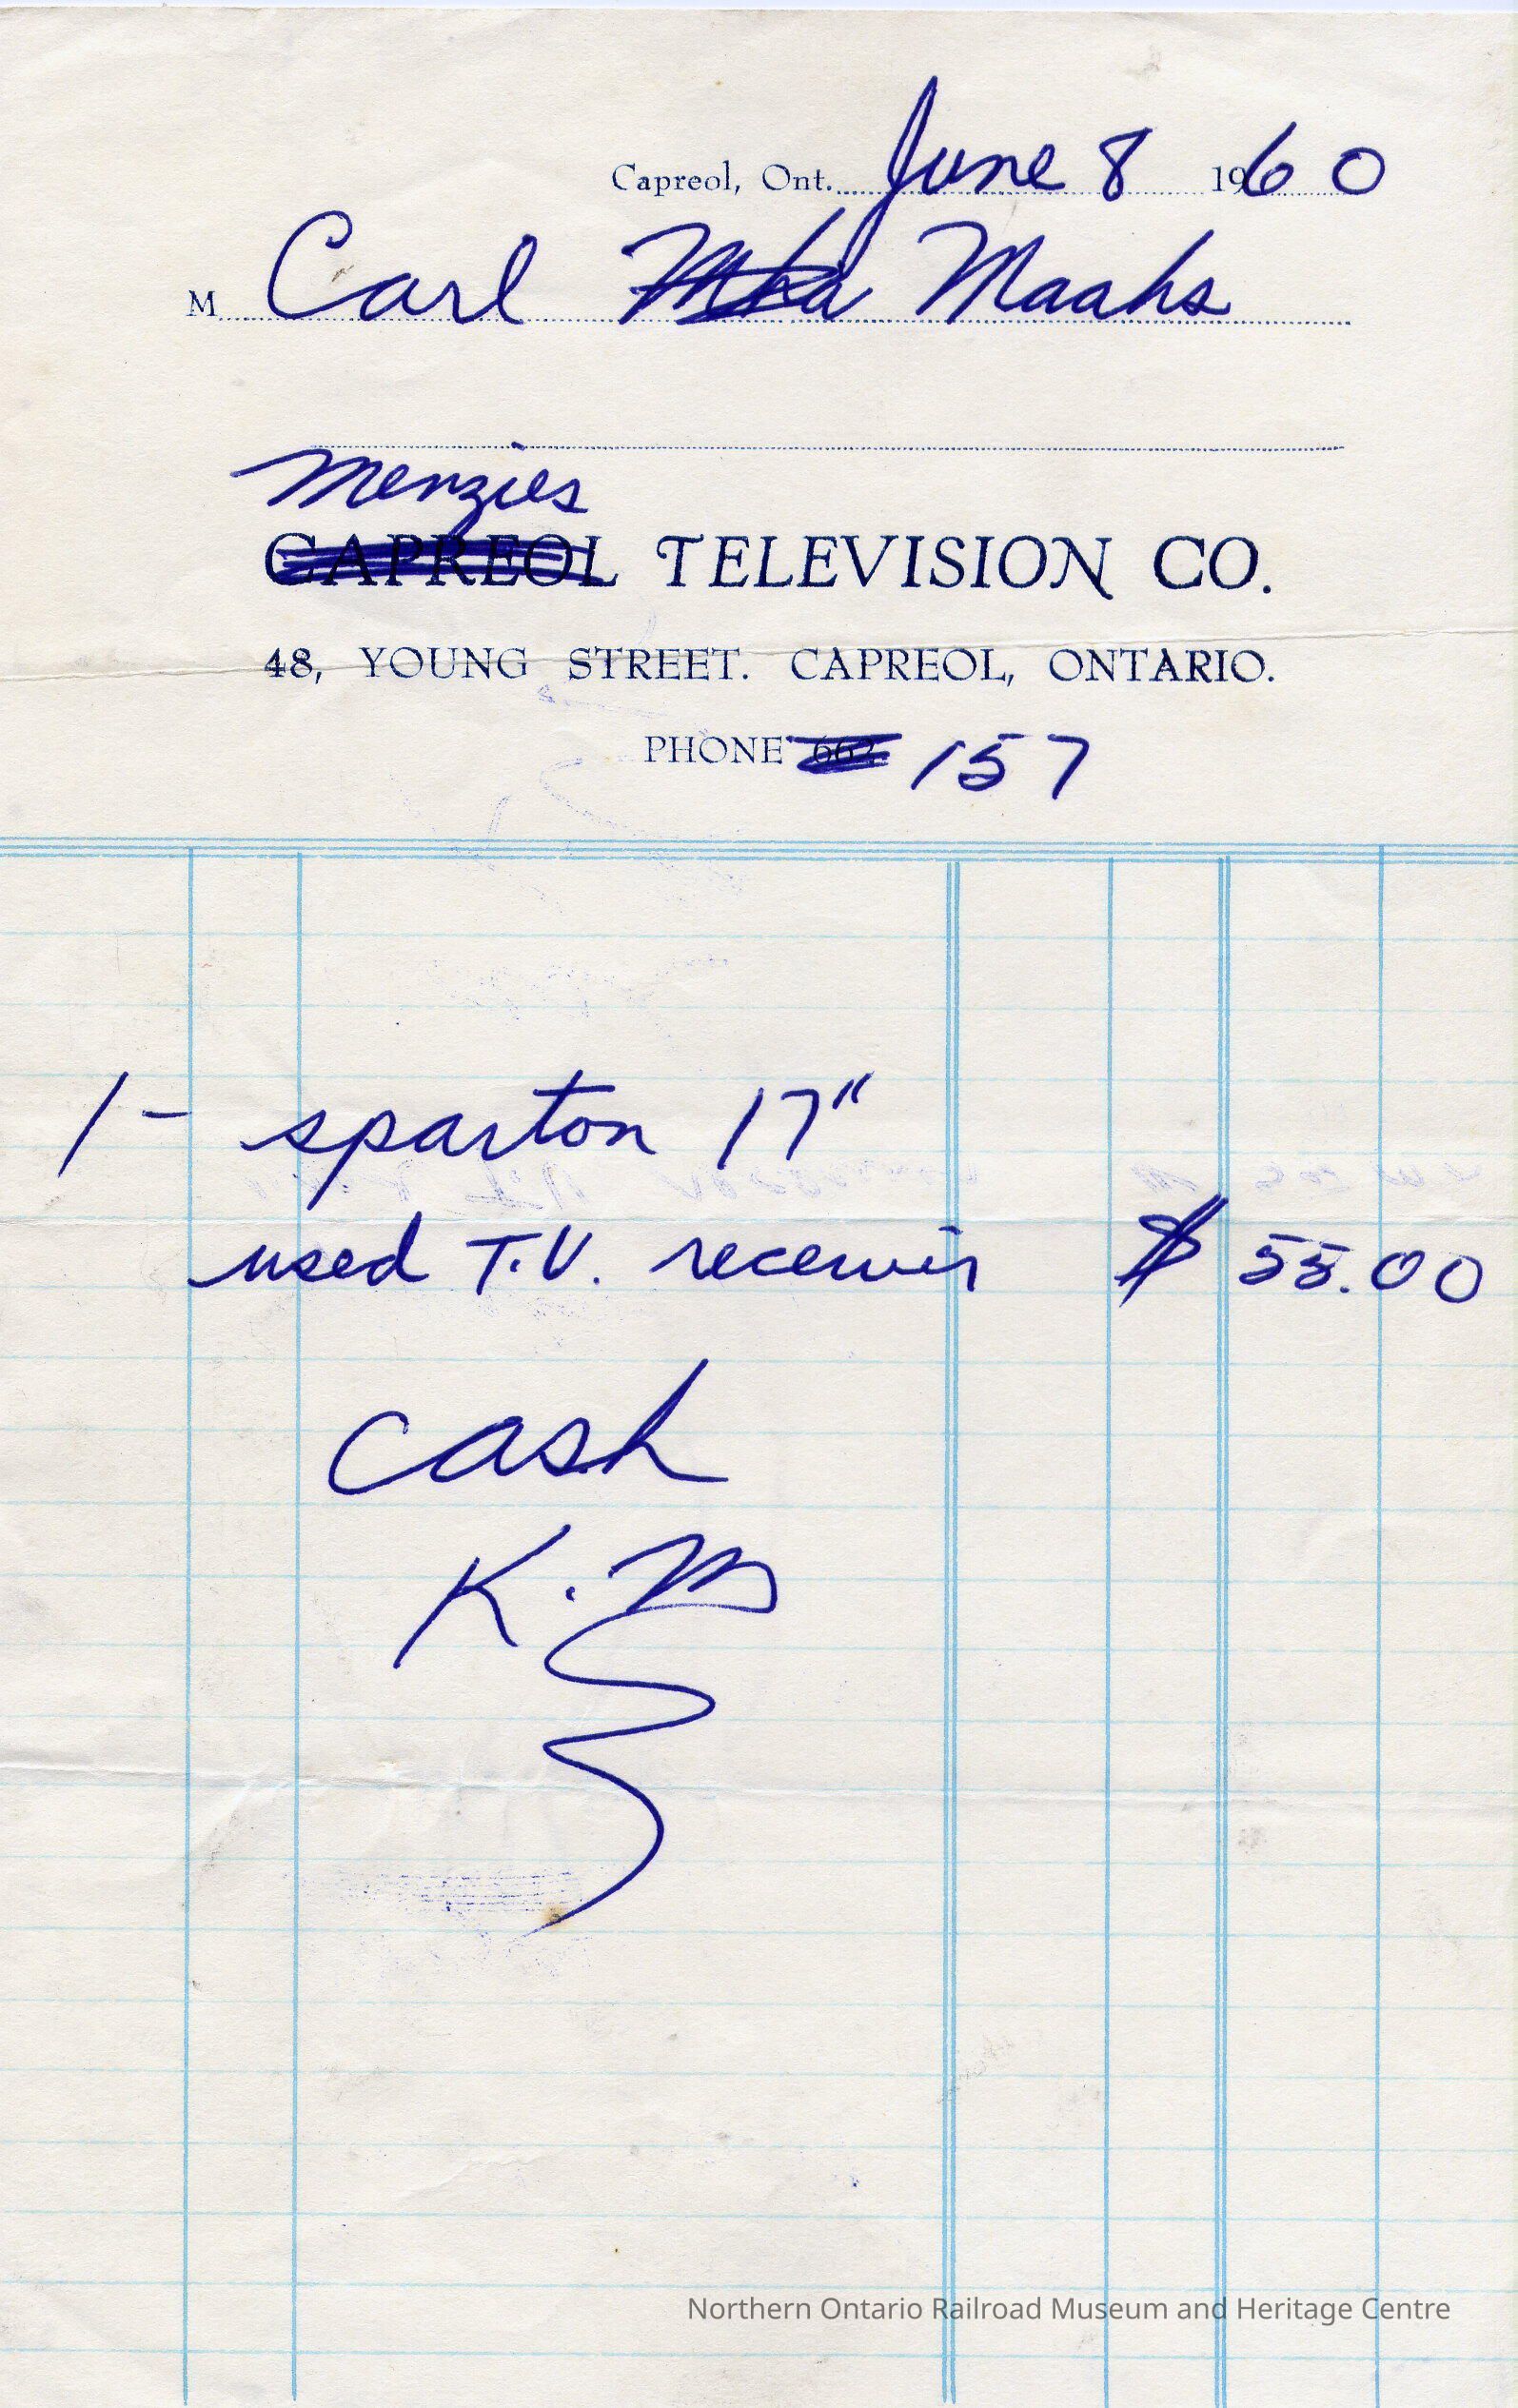 Capreol, Ont. June 8 1960
M Carl Maahs
Menzies
CAPREOL TELEVISION CO.
48, YOUNG STREET. CAPREOL, ONTARIO.
PHONE 662 157
1 - sparton 17"
used T.V. receiver $ 55.00
cash
K. M
Northern Ontario Railroad Museum and Heritage Centre